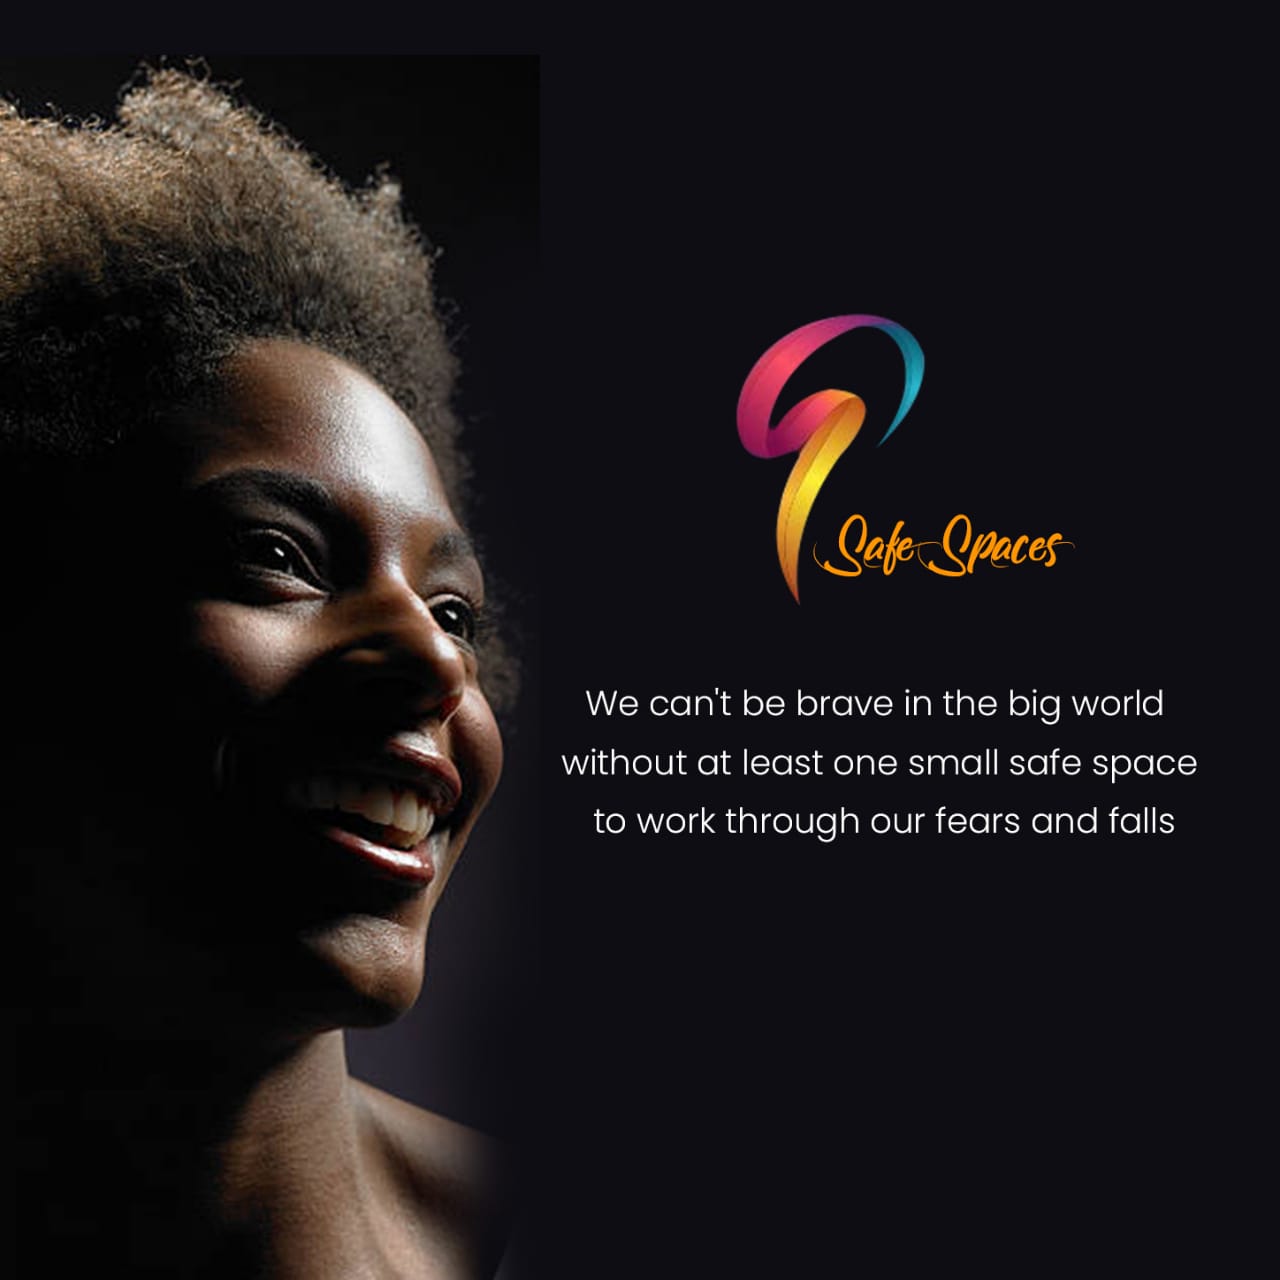 Safe Spaces
We can't be brave in the big world
without at least one small safe space
to work through our fears and falls